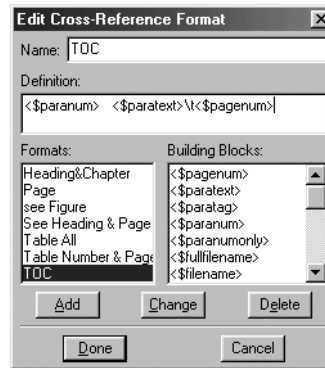 Edit Cross-Reference Format
Name: TOC
Definition:
<$paranum>   <$paratext>\t<$pagenum>
Formats:
Heading&Chapter
Page
see Figure
See Heading & Page
Table All
Table Number & Page
TOC
Building Blocks:
<$pagenum>
<$paratext>
<$paratag>
<$paranum>
<$paranumonly>
<$fullfilename>
<$filename>
Add Change Delete
Done Cancel